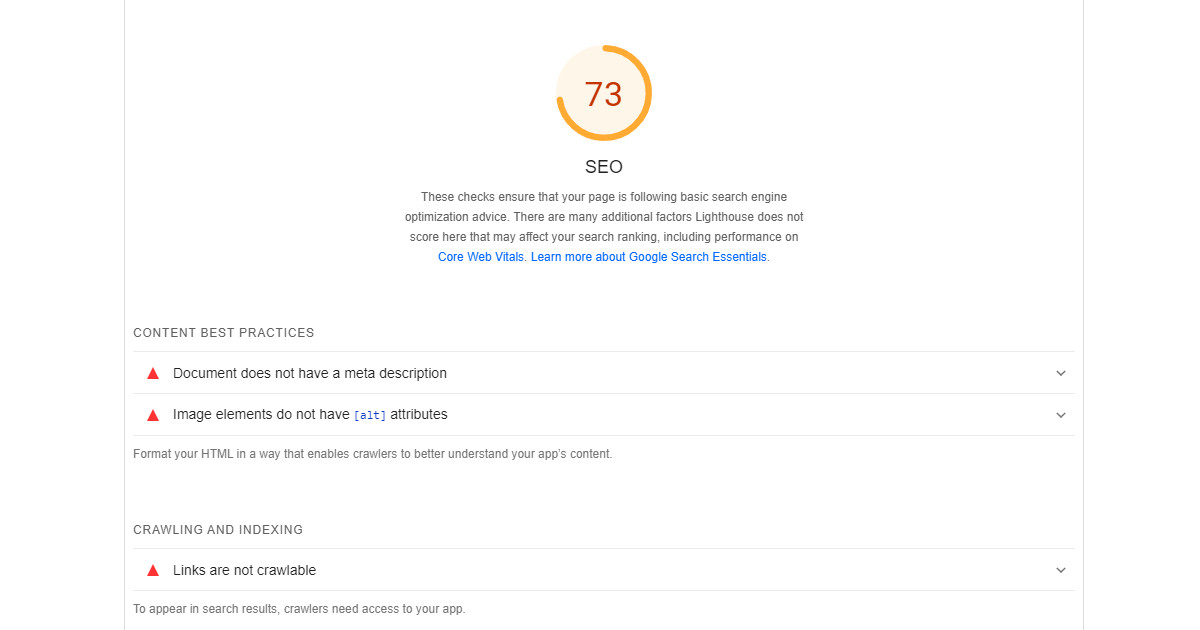 73
SEO
These checks ensure that your page is following basic search engine
optimization advice. There are many additional factors Lighthouse does not
score here that may affect your search ranking, including performance on
Core Web Vitals. Learn more about Google Search Essentials.
CONTENT BEST PRACTICES
Document does not have a meta description
Image elements do not have [alt] attributes
Format your HTML in a way that enables crawlers to better understand your app's content.
CRAWLING AND INDEXING
Links are not crawlable
To appear in search results, crawlers need access to your app.